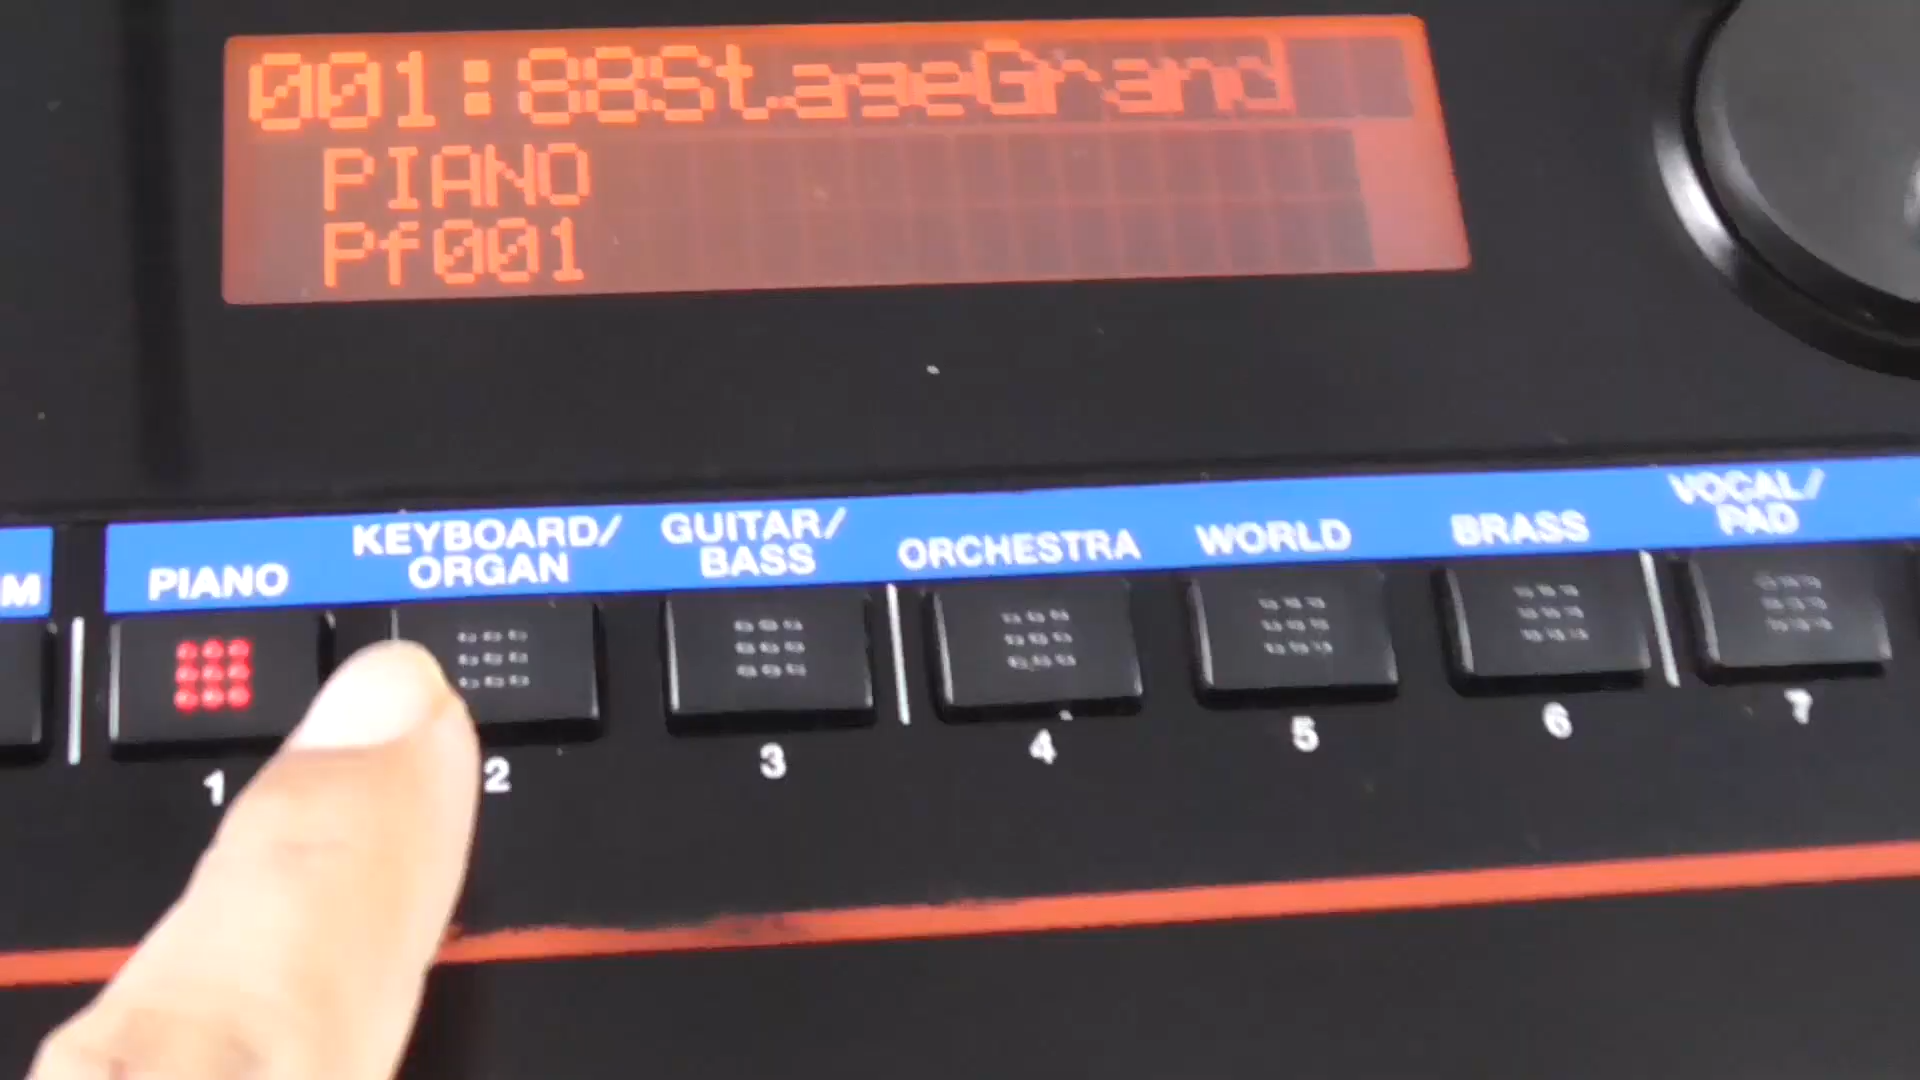 001:88StageGrand
PIANO
Pf001
M
PIANO
KEYBOARD/
ORGAN
GUITAR/
BASS
ORCHESTRA
WORLD
BRASS
VOCAL/
PAD
1
2
3
4
5
6
7